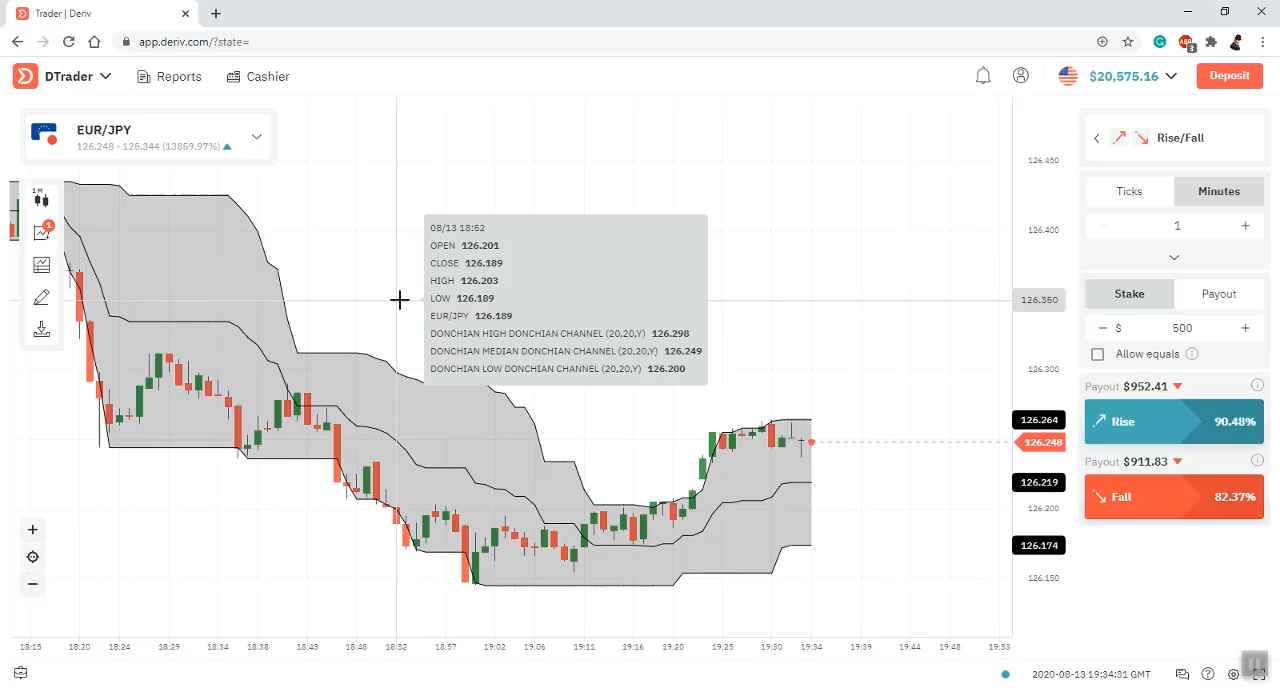 Trader | Deriv
app.deriv.com/?state=
ABP
3
DTrader
Reports
Cashier
$20,575.16
Deposit
EUR/JPY
126.248 - 125.344 (13859.97%)
1M
1
08/13 18:52
OPEN 126.201
CLOSE 126.189
HIGH 126.203
LOW 126.189
EUR/JPY 126.189
DONCHIAN HIGH DONCHIAN CHANNEL (20,20,Y) 126.298
DONCHIAN MEDIAN DONCHIAN CHANNEL (20,20,Y) 126.249
DONCHIAN LOW DONCHIAN CHANNEL (20,20,Y) 126.200
126.450
126.400
126.350
126.300
126.264
126.248
126.219
126.200
126.174
126.150
Rise/Fall
Ticks
Minutes
− 1 +
Stake
Payout
− $ 500 +
Allow equals
Payout $952.41
Rise 90.48%
Payout $911.83
Fall 82.37%
18:15 18:20 18:24 18:29 18:34 18:38 18:43 18:48 18:52 18:57 19:02 19:06 19:11 19:16 19:20 19:25 19:30 19:34 19:39 19:44 19:48 19:53
2020-08-13 19:34:31 GMT